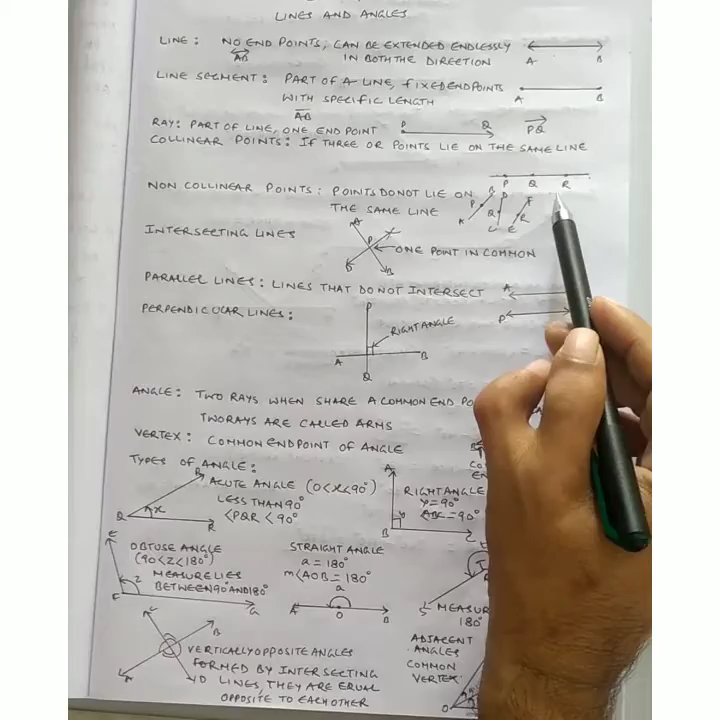 LINES AND ANGLES
LINE: NO END POINTS, CAN BE EXTENDED ENDLESSLY
AB IN BOTH THE DIRECTION
A B
LINE SEGMENT: PART OF A LINE, FIXED END POINTS
WITH SPECIFIC LENGTH
A B
AB
RAY: PART OF LINE, ONE END POINT P Q PQ
COLLINEAR POINTS: IF THREE OR POINTS LIE ON THE SAME LINE
P Q R
NON COLLINEAR POINTS: POINTS DO NOT LIE ON
THE SAME LINE
A P B C Q D E R F
INTERSECTING LINES
A P B
ONE POINT IN COMMON
PARALLEL LINES: LINES THAT DO NOT INTERSECT
A
P
PERPENDICULAR LINES:
P
RIGHT ANGLE
A B
Q
ANGLE: TWO RAYS WHEN SHARE A COMMON END PO
TWO RAYS ARE CALLED ARMS
VERTEX: COMMON END POINT OF ANGLE
TYPES OF ANGLE:
ACUTE ANGLE (0<x<90°)
LESS THAN 90°
<PQR < 90°
Q x R
A
RIGHT ANGLE
y=90°
<ABC=90°
B y C
OBTUSE ANGLE
(90<Z<180°)
MEASURE LIES
BETWEEN 90° AND 180°
E Z F G
STRAIGHT ANGLE
a=180°
m<AOB=180°
a
A O B
MEASUR
180°
ADJACENT
ANGLES
COMMON
VERTEX
O
VERTICALLY OPPOSITE ANGLES
FORMED BY INTERSECTING
LINES, THEY ARE EQUAL
OPPOSITE TO EACH OTHER
C B A D